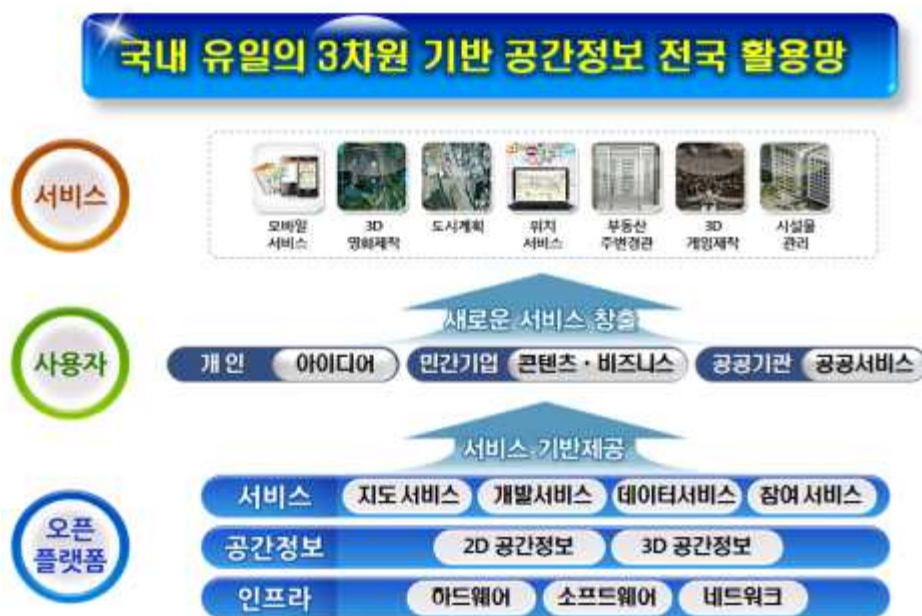 국내 유일의 3차원 기반 공간정보 전국 활용망
서비스
모바일
서비스
3D
영화제작
도시계획
위치
서비스
부동산
주변경관
3D
게임제작
시설물
관리
새로운 서비스 창출
사용자
개인 아이디어 민간기업 콘텐츠·비즈니스 공공기관 공공서비스
서비스 기반제공
오픈
플랫폼
서비스 지도 서비스 개발서비스 데이터서비스 참여 서비스
공간정보 2D 공간정보 3D 공간정보
인프라 하드웨어 소프트웨어 네트워크